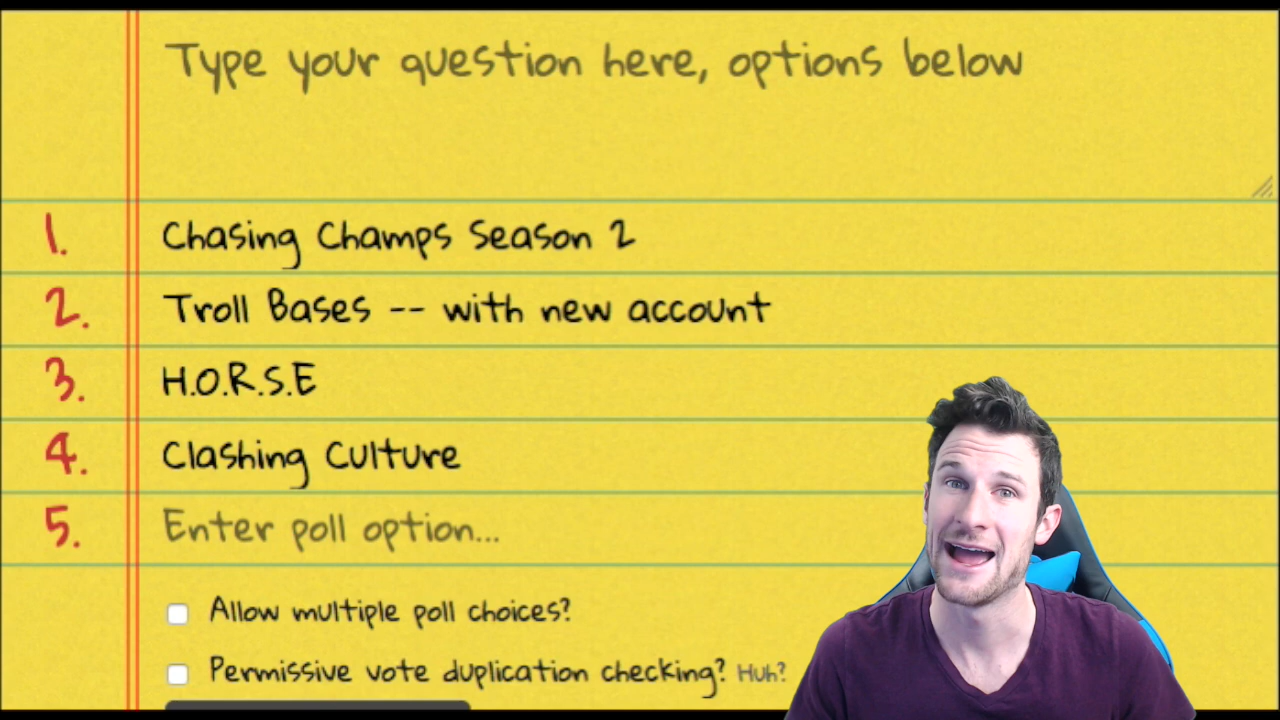 Type your question here, options below
1. Chasing Champs Season 2
2. Troll Bases -- with new account
3. H.O.R.S.E
4. Clashing Culture
5. Enter poll option...
Allow multiple poll choices?
Permissive vote duplication checking? Huh?